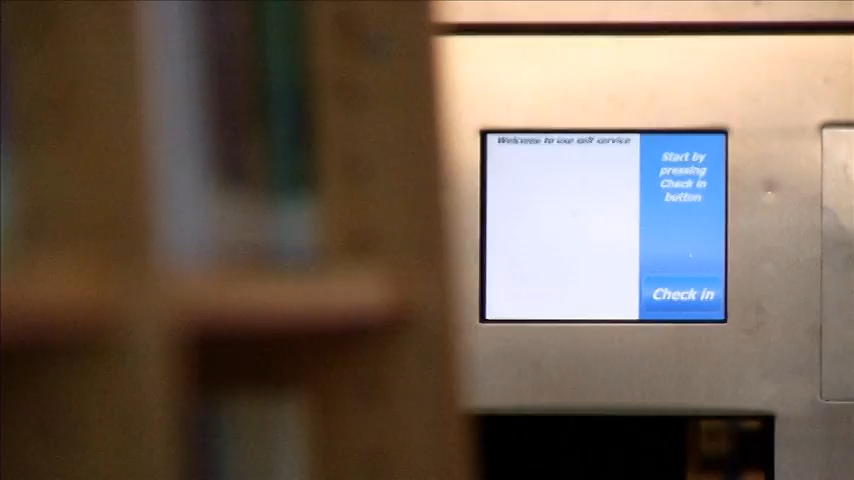 Welcome to our self service
Start by
pressing
Check in
button
Check in